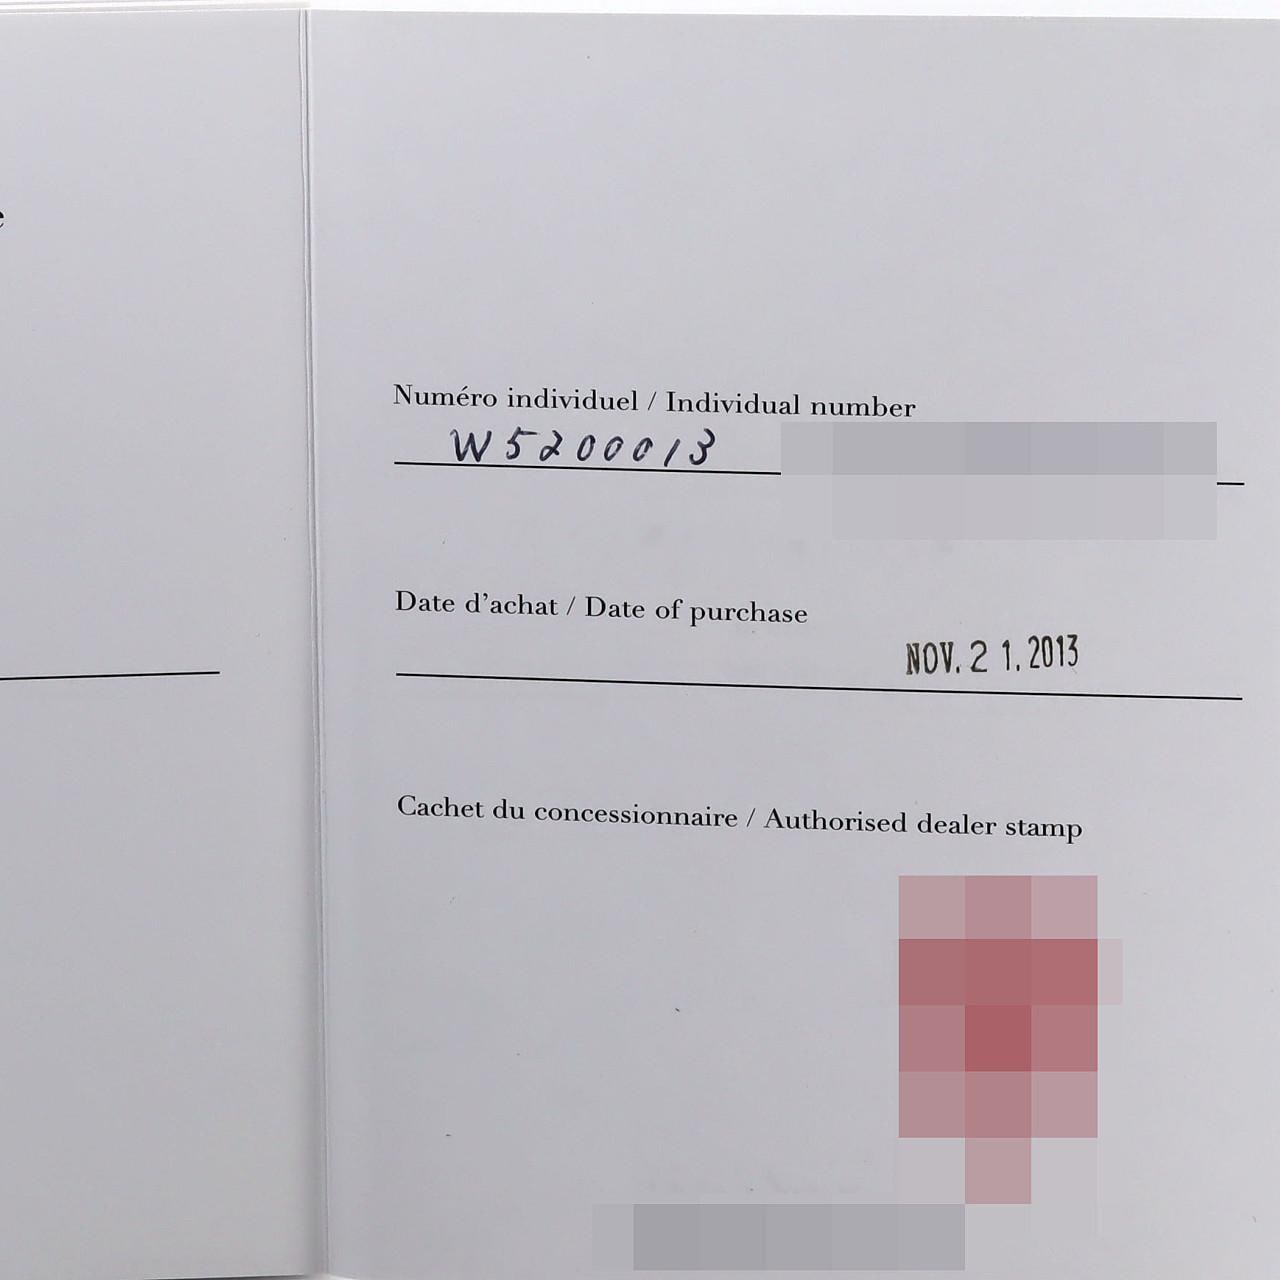 e
Numéro individuel / Individual number
W5200013
Date d'achat / Date of purchase
NOV. 2 1. 2013
Cachet du concessionnaire / Authorised dealer stamp